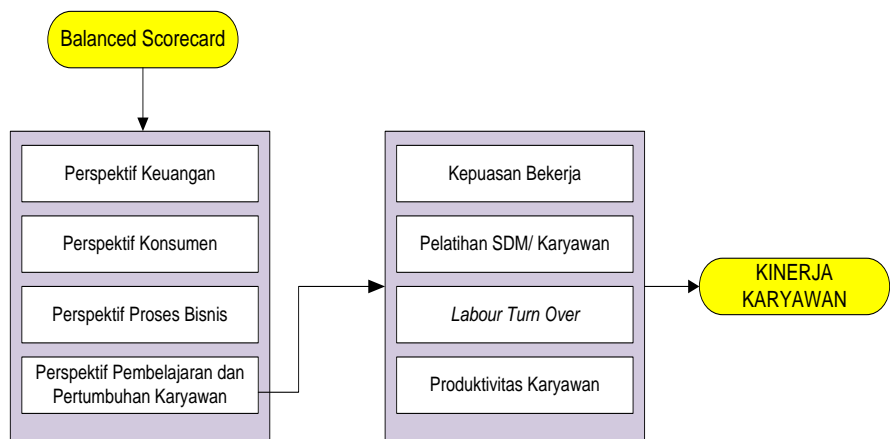 Balanced Scorecard
Perspektif Keuangan
Perspektif Konsumen
Perspektif Proses Bisnis
Perspektif Pembelajaran dan
Pertumbuhan Karyawan
Kepuasan Bekerja
Pelatihan SDM/ Karyawan
Labour Turn Over
Produktivitas Karyawan
KINERJA
KARYAWAN